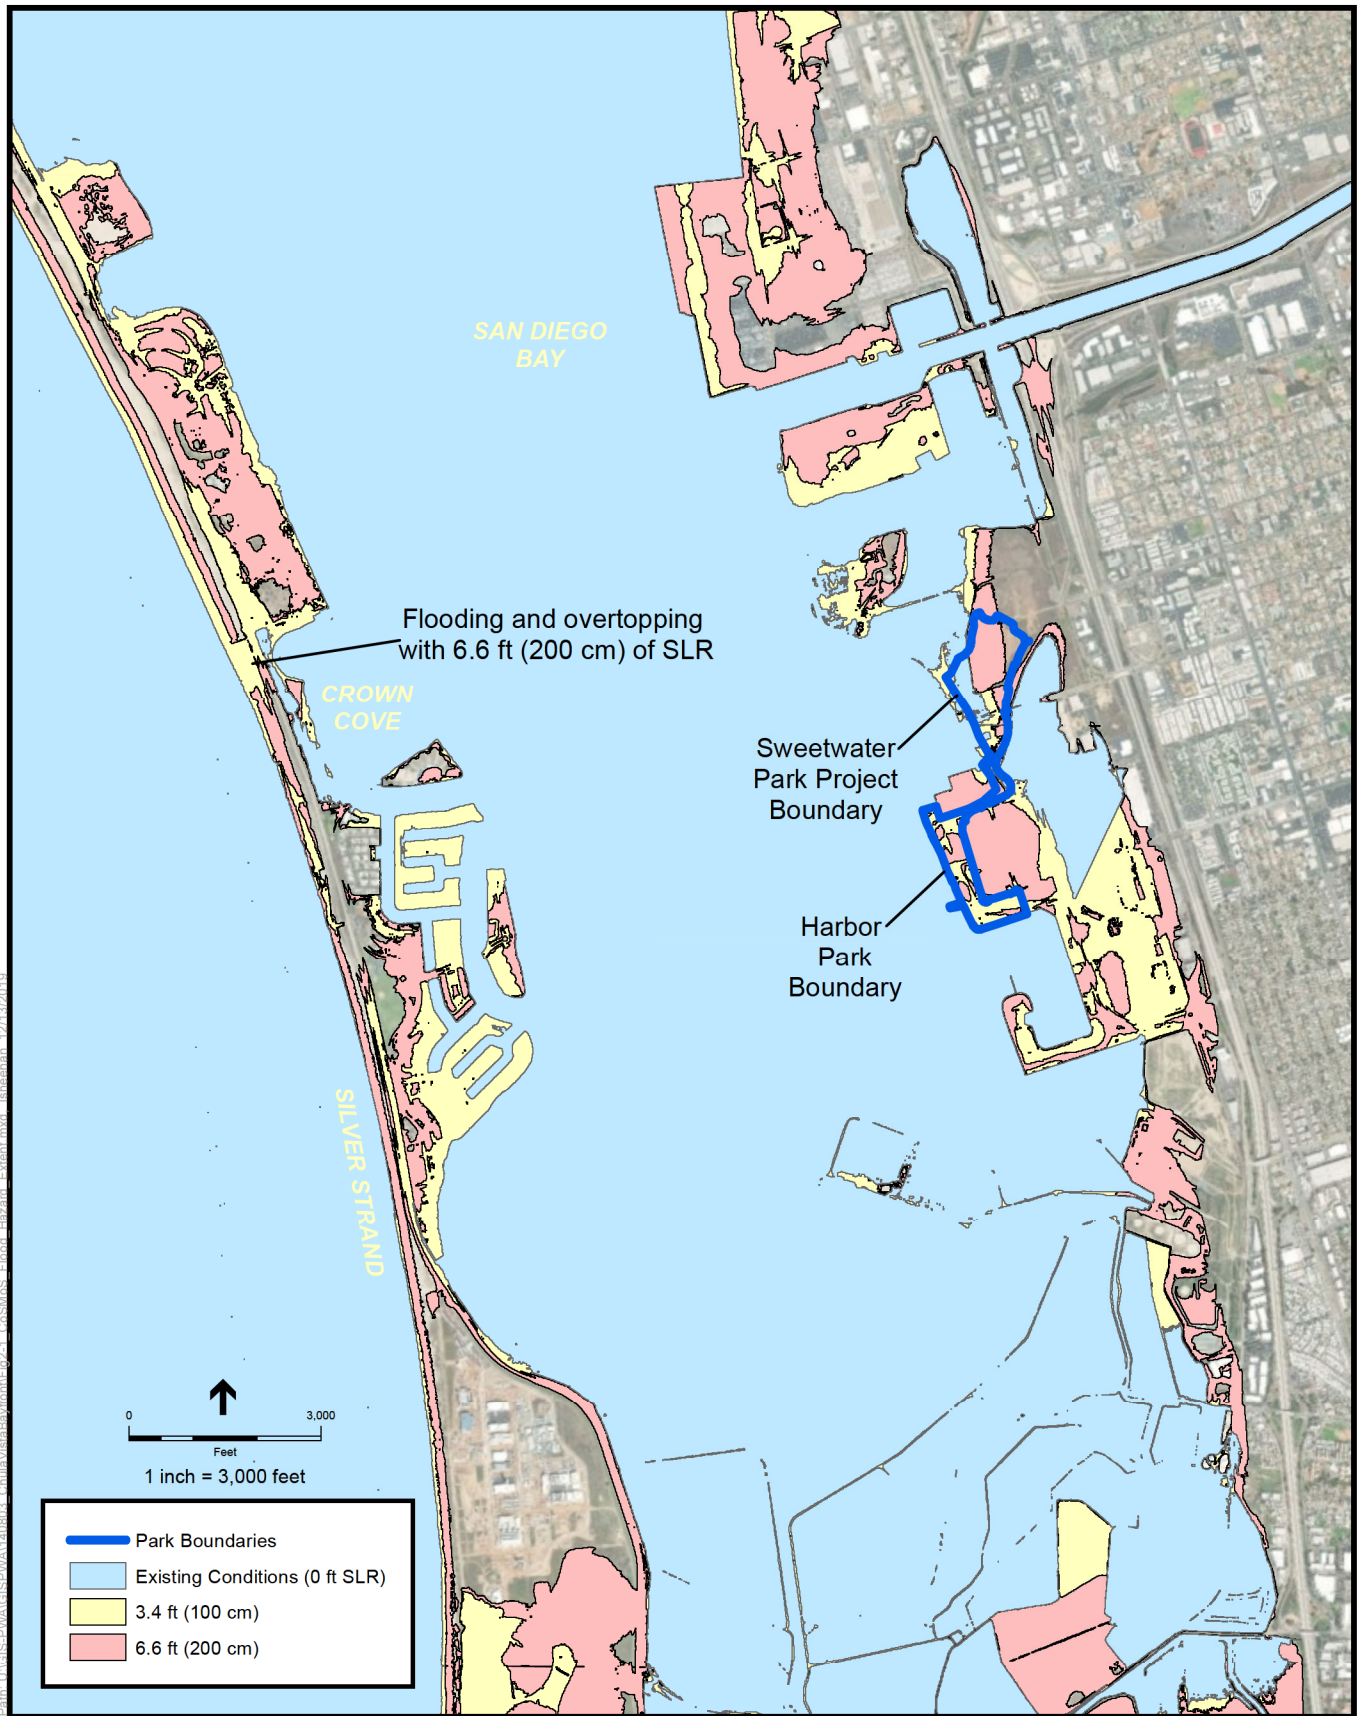 SAN DIEGO
BAY
Flooding and overtopping
with 6.6 ft (200 cm) of SLR
CROWN
COVE
Sweetwater
Park Project
Boundary
Harbor
Park
Boundary
SILVER STRAND
0 3,000
Feet
1 inch = 3,000 feet
Park Boundaries
Existing Conditions (0 ft SLR)
3.4 ft (100 cm)
6.6 ft (200 cm)